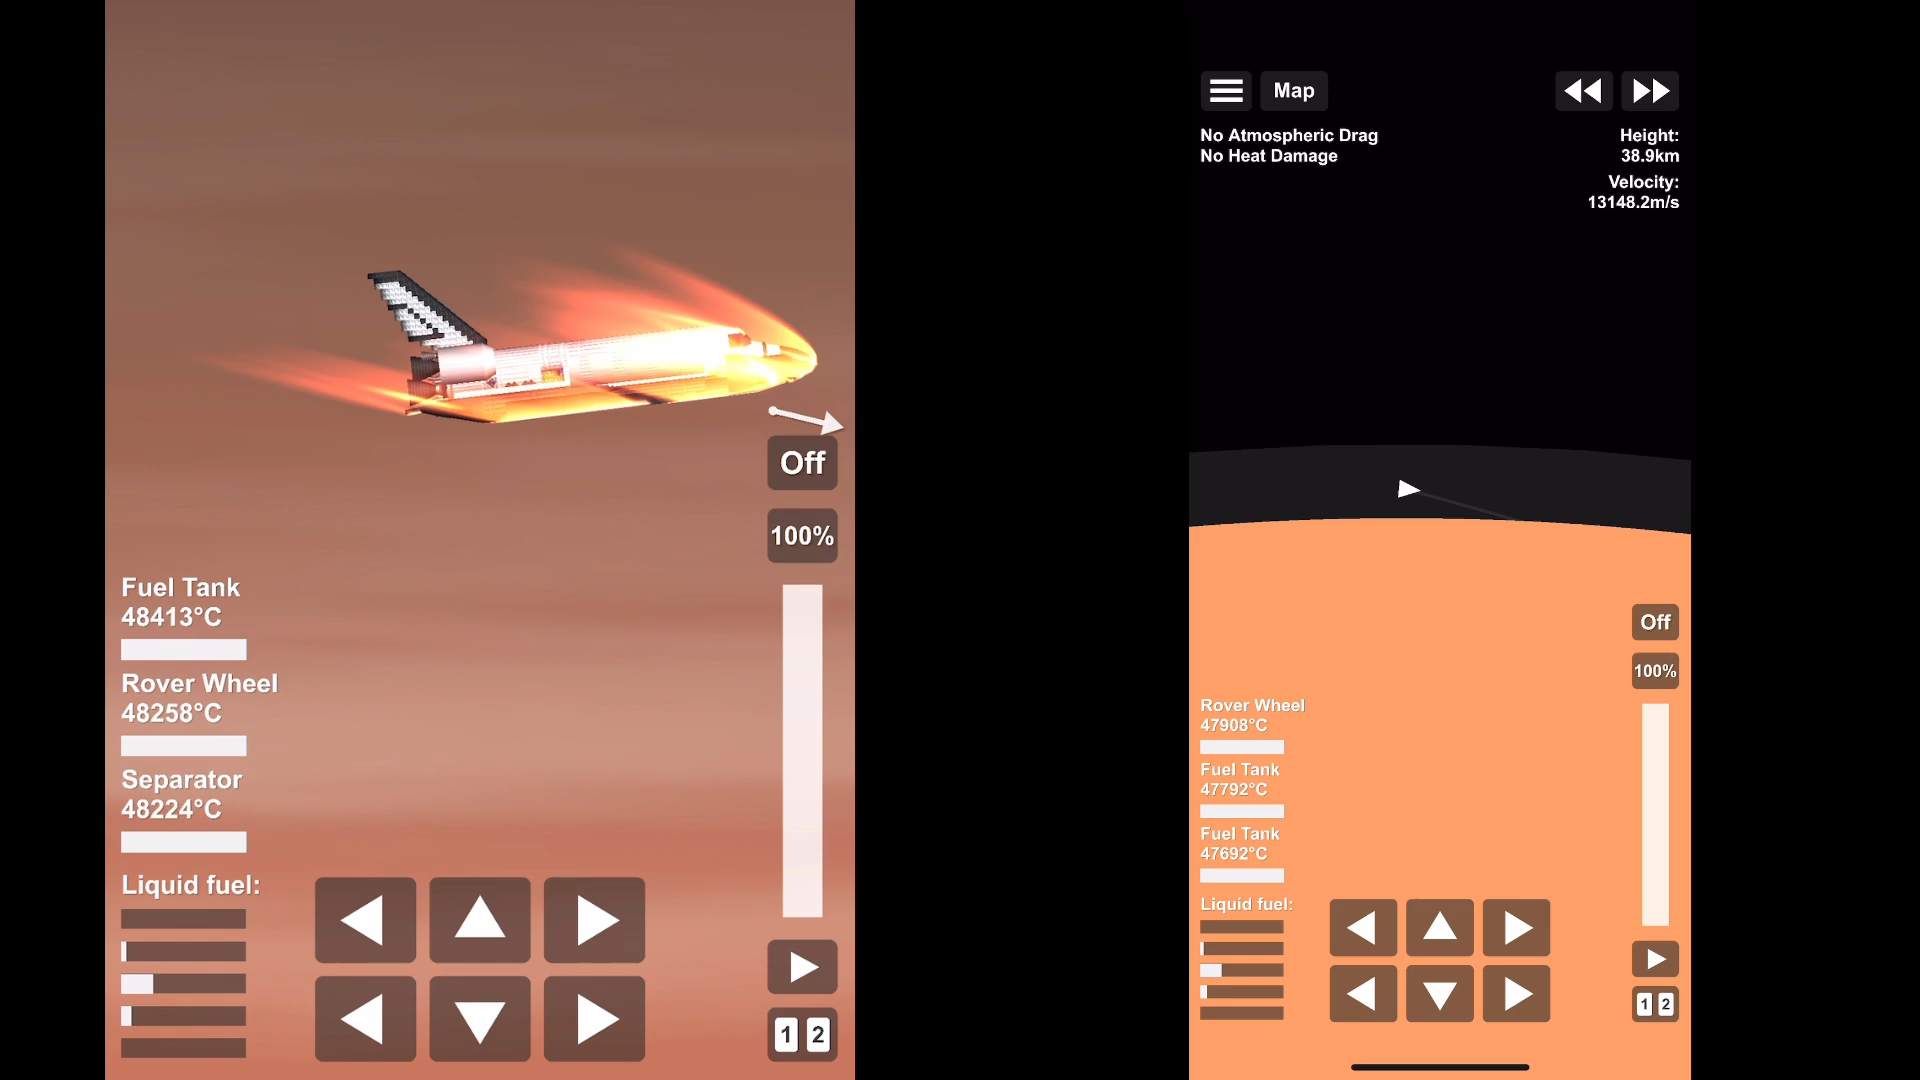 Off
100%
Fuel Tank
48413°C
Rover Wheel
48258°C
Separator
48224°C
Liquid fuel:
1 2
Map
No Atmospheric Drag
No Heat Damage
Height:
38.9km
Velocity:
13148.2m/s
Off
100%
Rover Wheel
47908°C
Fuel Tank
47792°C
Fuel Tank
47692°C
Liquid fuel:
1 2